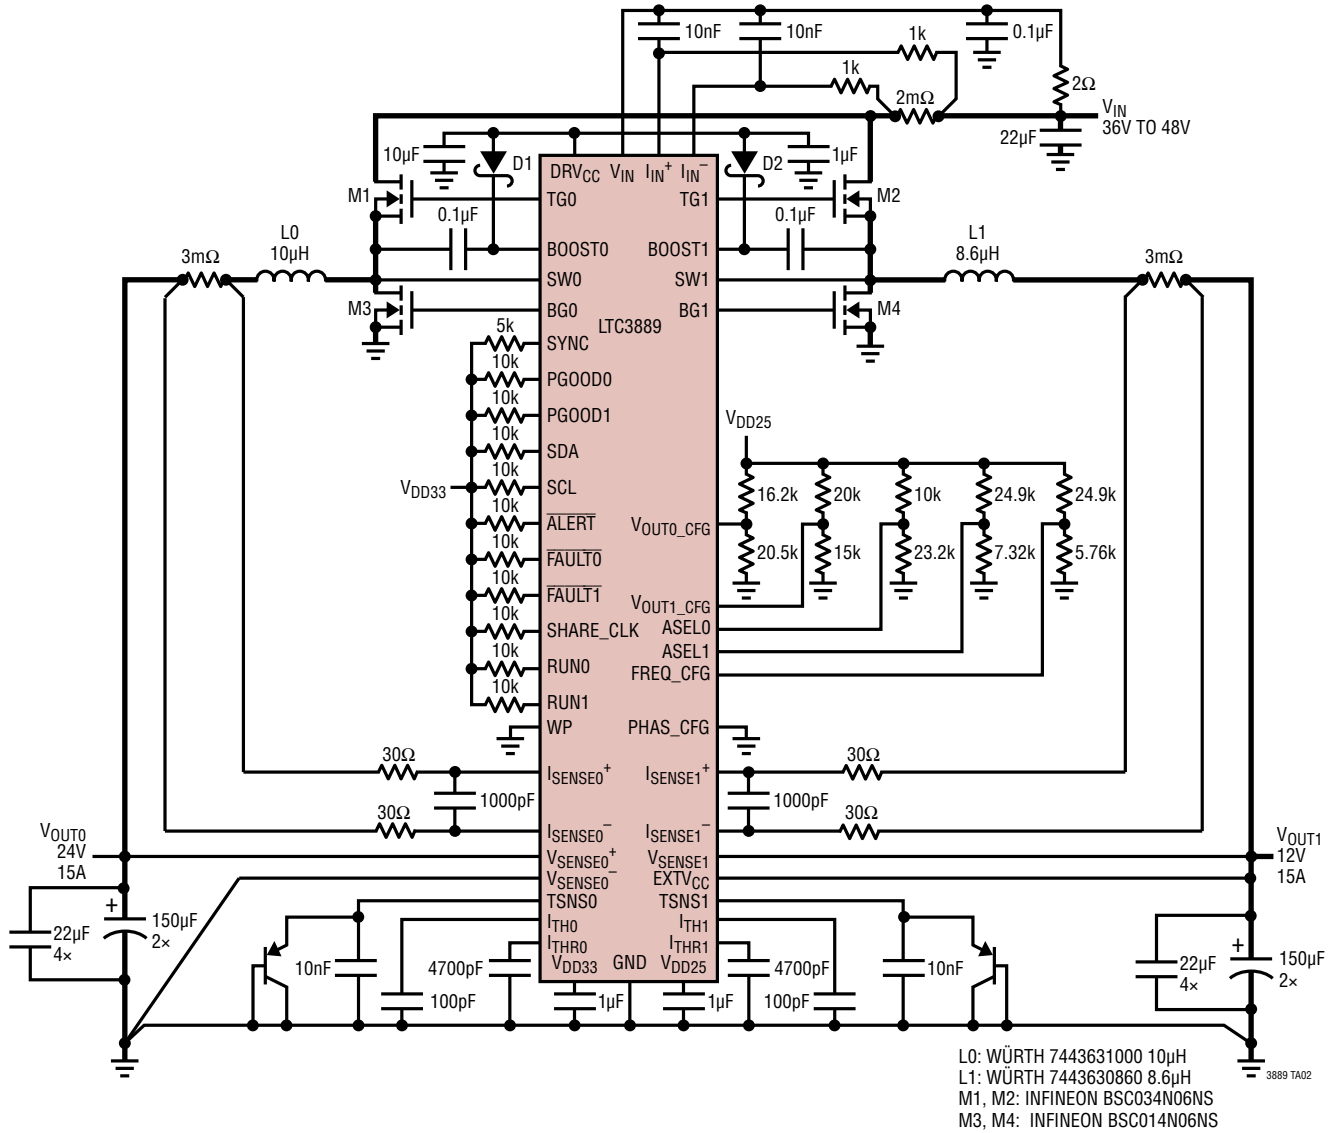 10nF
10nF
1k
0.1µF
1k
2Ω
2mΩ
VIN
36V TO 48V
22µF
10µF
D1
DRVCC
VIN
IIN+
IIN–
D2
1µF
M1
TG0
TG1
M2
0.1µF
0.1µF
L0
10µH
BOOST0
BOOST1
L1
8.6µH
3mΩ
3mΩ
SW0
SW1
M3
BG0
BG1
M4
LTC3889
5k
SYNC
10k
PGOOD0
10k
PGOOD1
VDD25
10k
SDA
10k
VDD33
SCL
16.2k
20k
10k
24.9k
24.9k
10k
ALERT
VOUT0_CFG
10k
FAULT0
20.5k
15k
23.2k
7.32k
5.76k
10k
FAULT1
VOUT1_CFG
10k
SHARE_CLK
ASEL0
10k
ASEL1
RUN0
FREQ_CFG
10k
RUN1
WP
PHAS_CFG
30Ω
30Ω
ISENSE0+
ISENSE1+
1000pF
1000pF
30Ω
30Ω
ISENSE0–
ISENSE1–
VOUT0
24V
15A
VSENSE0+
VSENSE1
VOUT1
12V
15A
VSENSE0–
EXTVCC
TSNS0
TSNS1
+
150µF
2×
22µF
4×
ITH0
ITH1
ITHR0
ITHR1
10nF
4700pF
VDD33
GND
VDD25
4700pF
10nF
+
22µF
4×
150µF
2×
100pF
1µF
1µF
100pF
L0: WÜRTH 7443631000 10µH
L1: WÜRTH 7443630860 8.6µH
3889 TA02
M1, M2: INFINEON BSC034N06NS
M3, M4: INFINEON BSC014N06NS